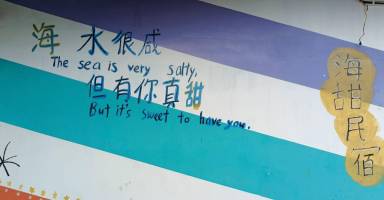 海水很咸
The sea is very salty,
但有你真甜
But it's sweet to have you.
海甜民宿